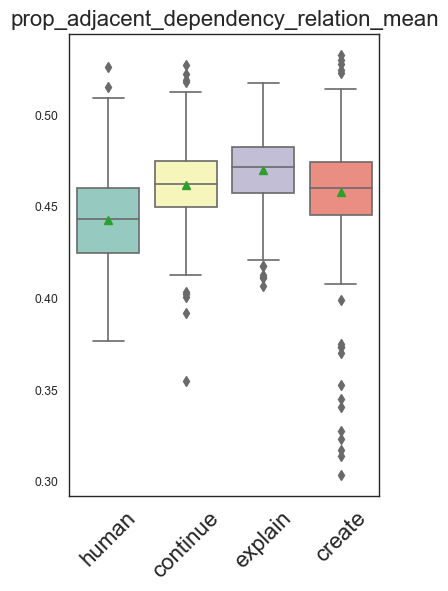 prop_adjacent_dependency_relation_mean
0.50
0.45
0.40
0.35
0.30
human
continue
explain
create